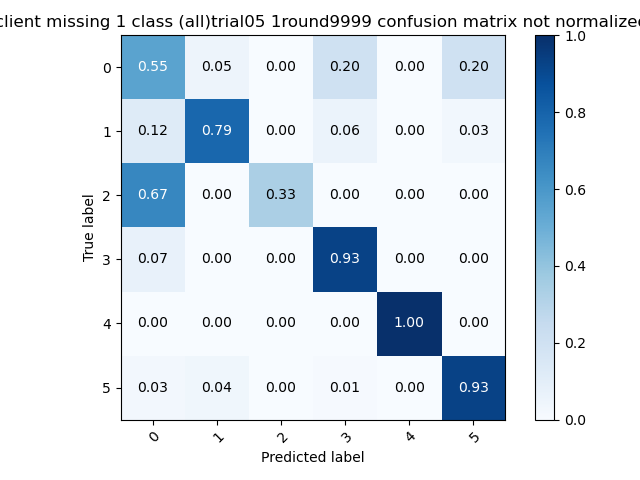 client missing 1 class (all)trial05 1round9999 confusion matrix not normalized
0 0.55 0.05 0.00 0.20 0.00 0.20
1 0.12 0.79 0.00 0.06 0.00 0.03
2 0.67 0.00 0.33 0.00 0.00 0.00
3 0.07 0.00 0.00 0.93 0.00 0.00
4 0.00 0.00 0.00 0.00 1.00 0.00
5 0.03 0.04 0.00 0.01 0.00 0.93
0 1 2 3 4 5
True label
Predicted label
1.0
0.8
0.6
0.4
0.2
0.0